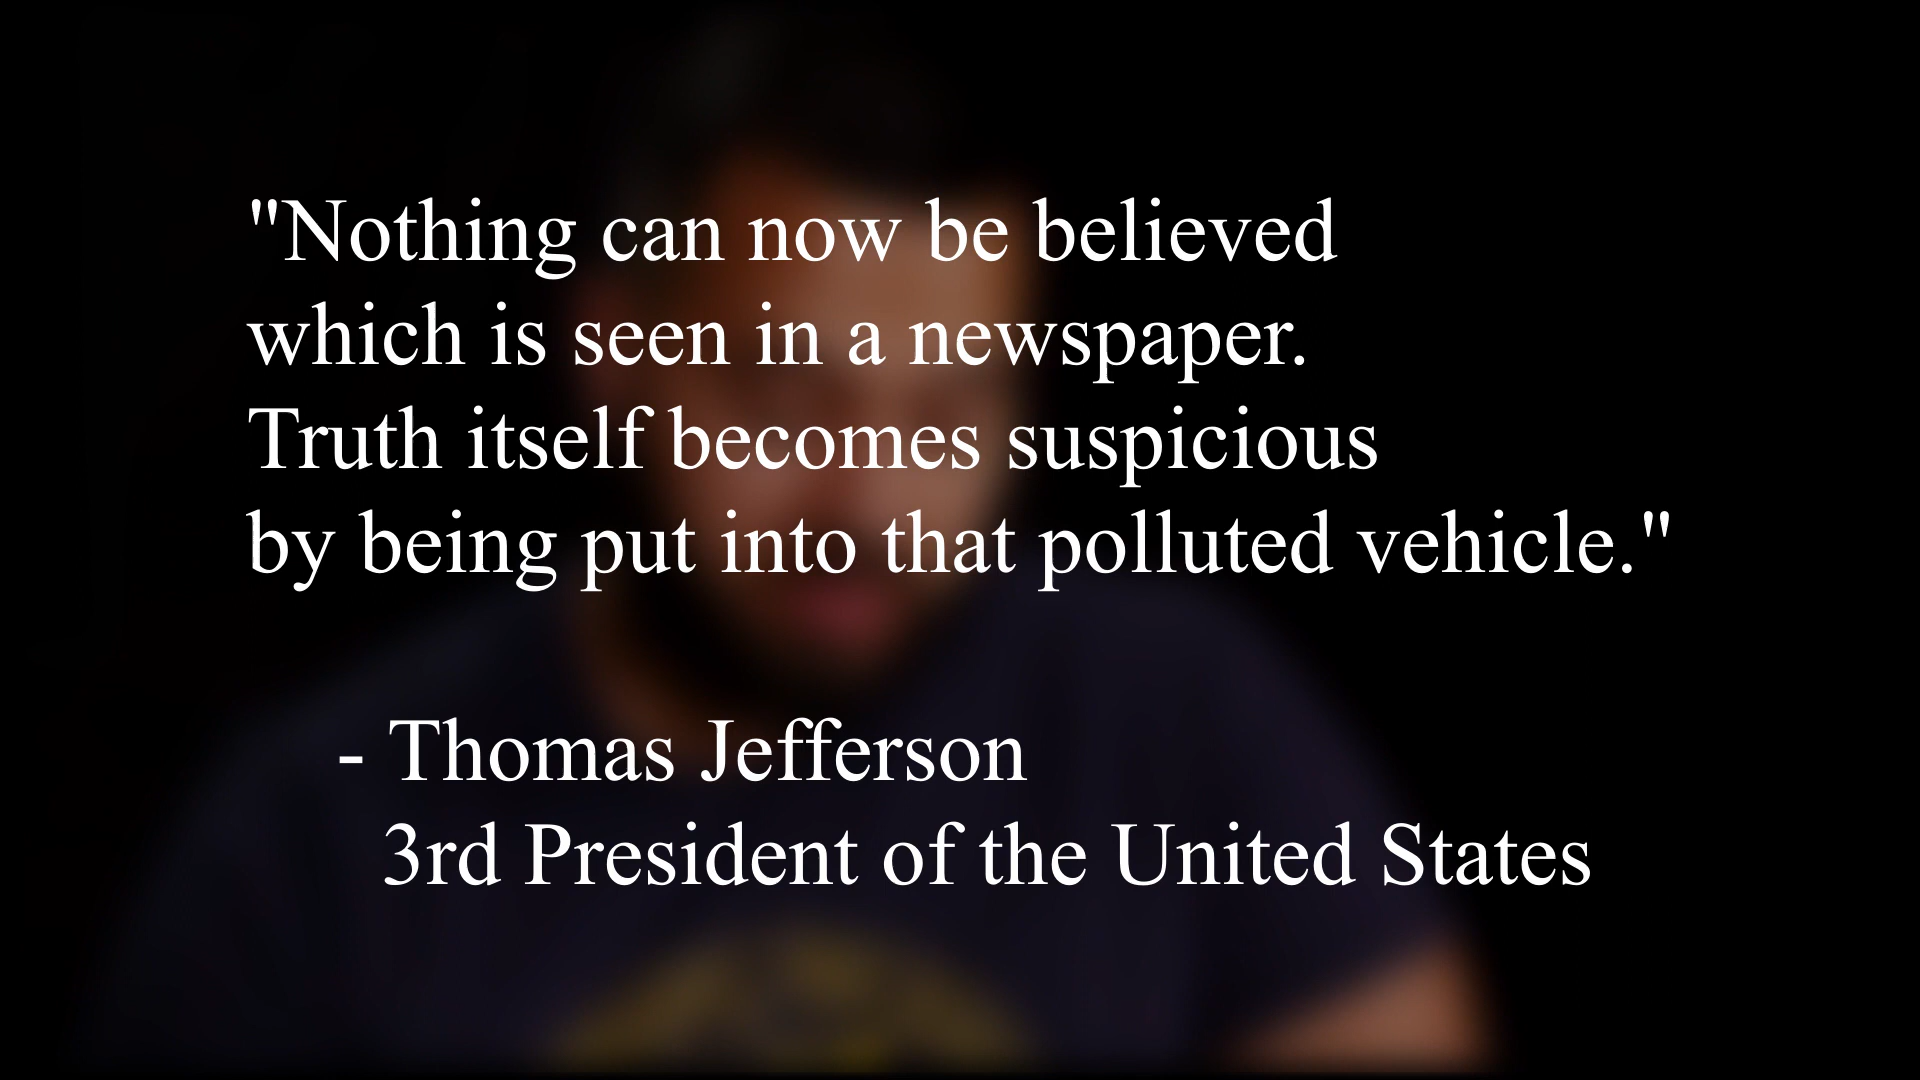 "Nothing can now be believed
which is seen in a newspaper.
Truth itself becomes suspicious
by being put into that polluted vehicle."
- Thomas Jefferson
3rd President of the United States